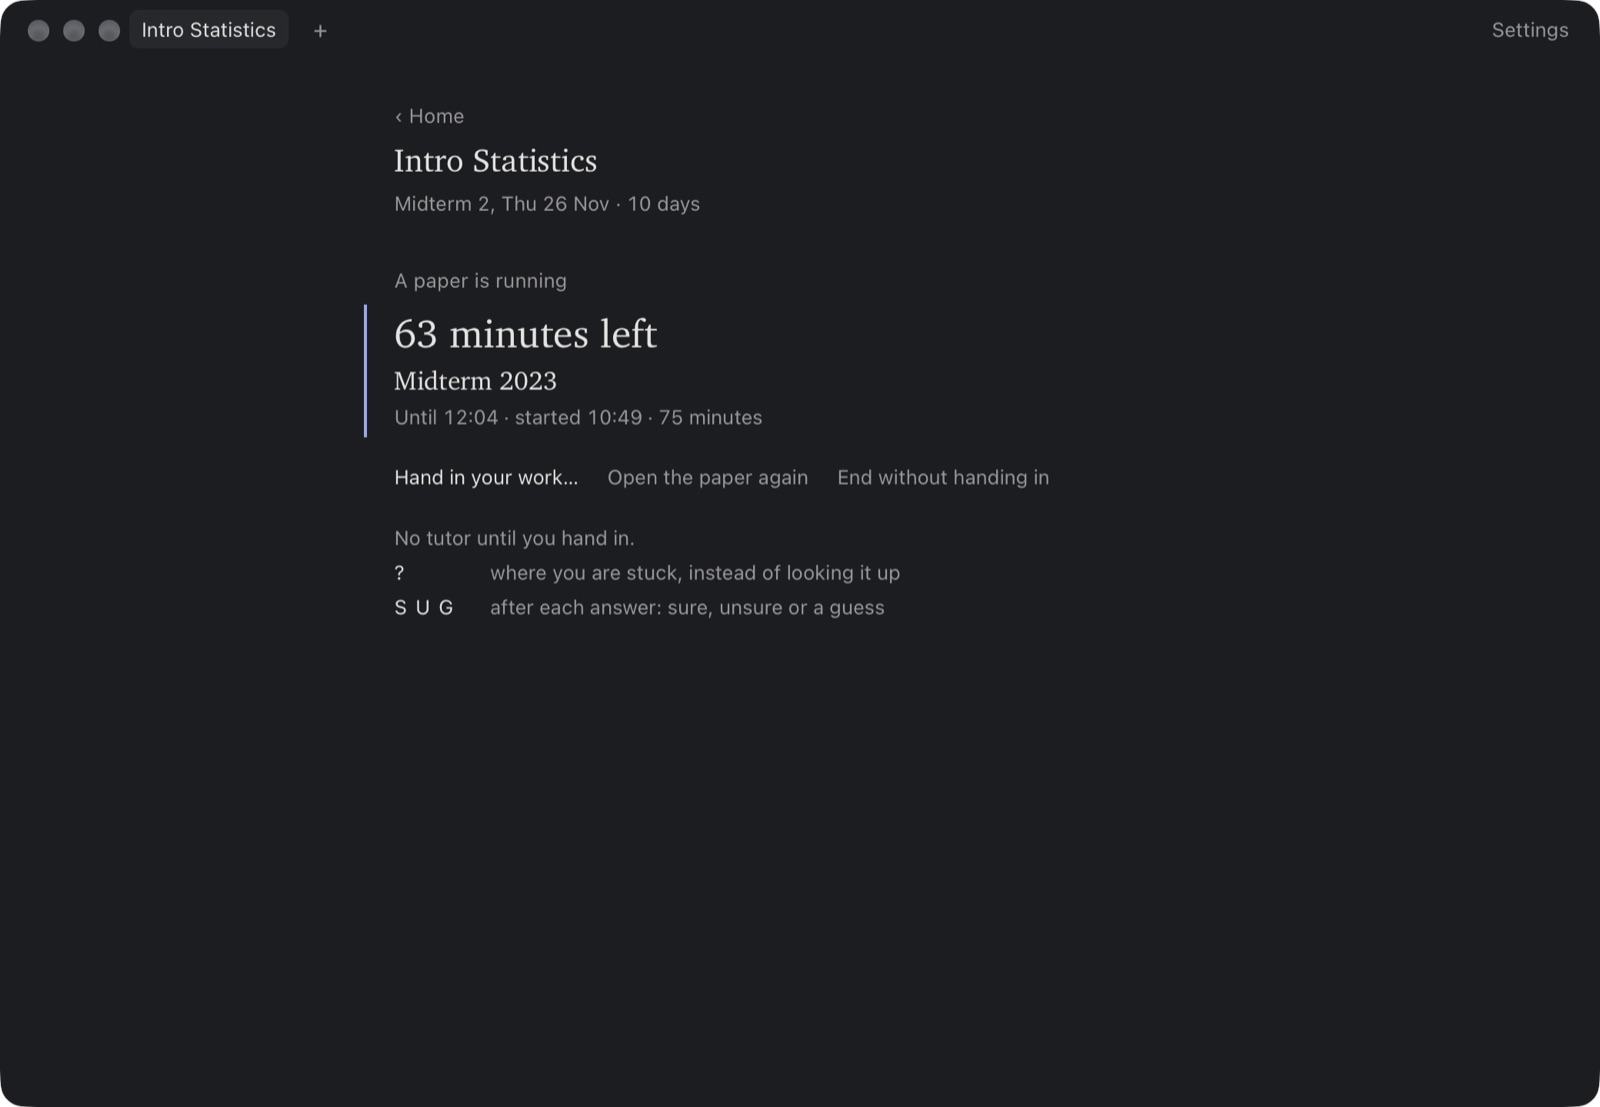 Intro Statistics + Settings
‹ Home
Intro Statistics
Midterm 2, Thu 26 Nov · 10 days
A paper is running
63 minutes left
Midterm 2023
Until 12:04 · started 10:49 · 75 minutes
Hand in your work... Open the paper again End without handing in
No tutor until you hand in.
? where you are stuck, instead of looking it up
S U G after each answer: sure, unsure or a guess